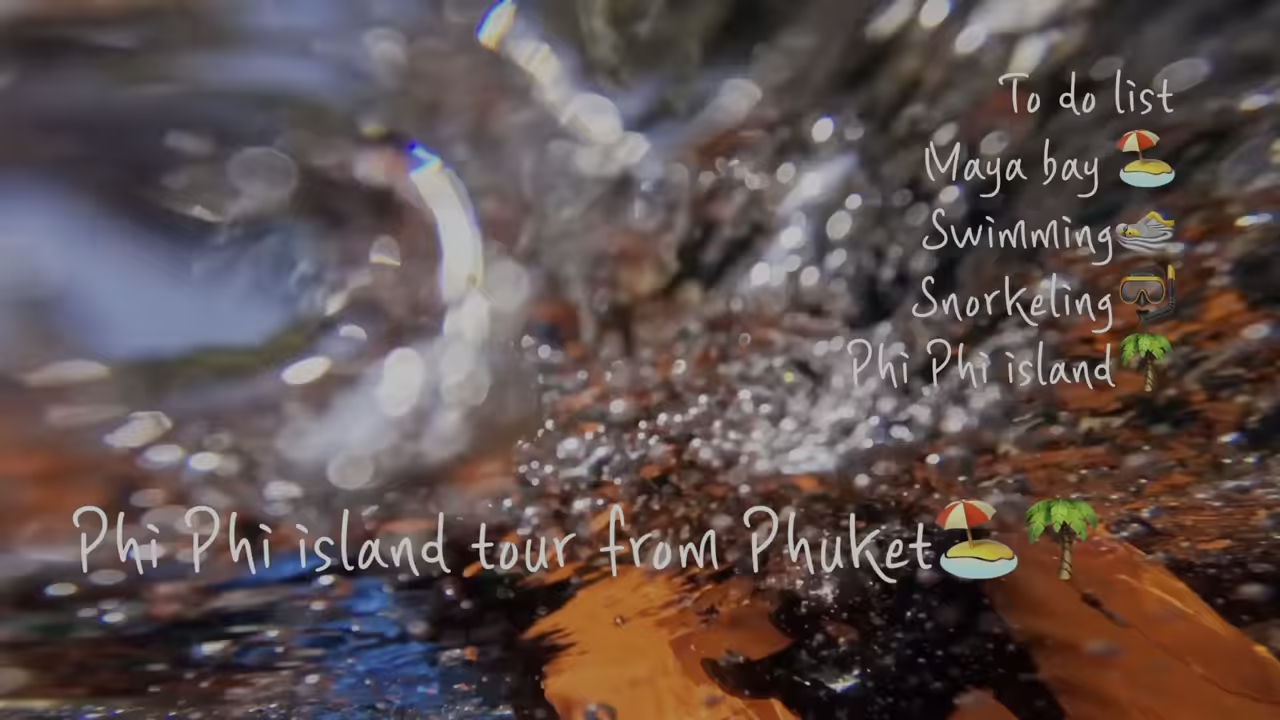 To do list
Maya bay 🏖️
Swimming🏊
Snorkeling🤿
Phi Phi island🌴
Phi Phi island tour from Phuket🏖️ 🌴